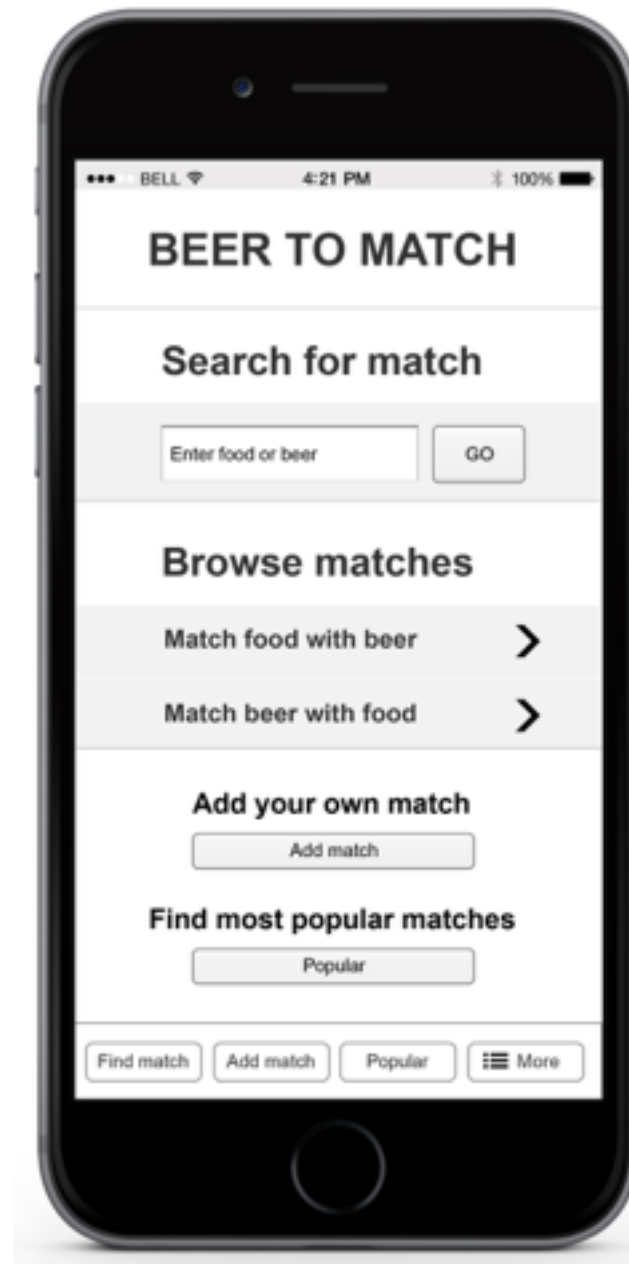 BELL 4:21 PM 100%
BEER TO MATCH
Search for match
Enter food or beer GO
Browse matches
Match food with beer
Match beer with food
Add your own match
Add match
Find most popular matches
Popular
Find match Add match Popular More